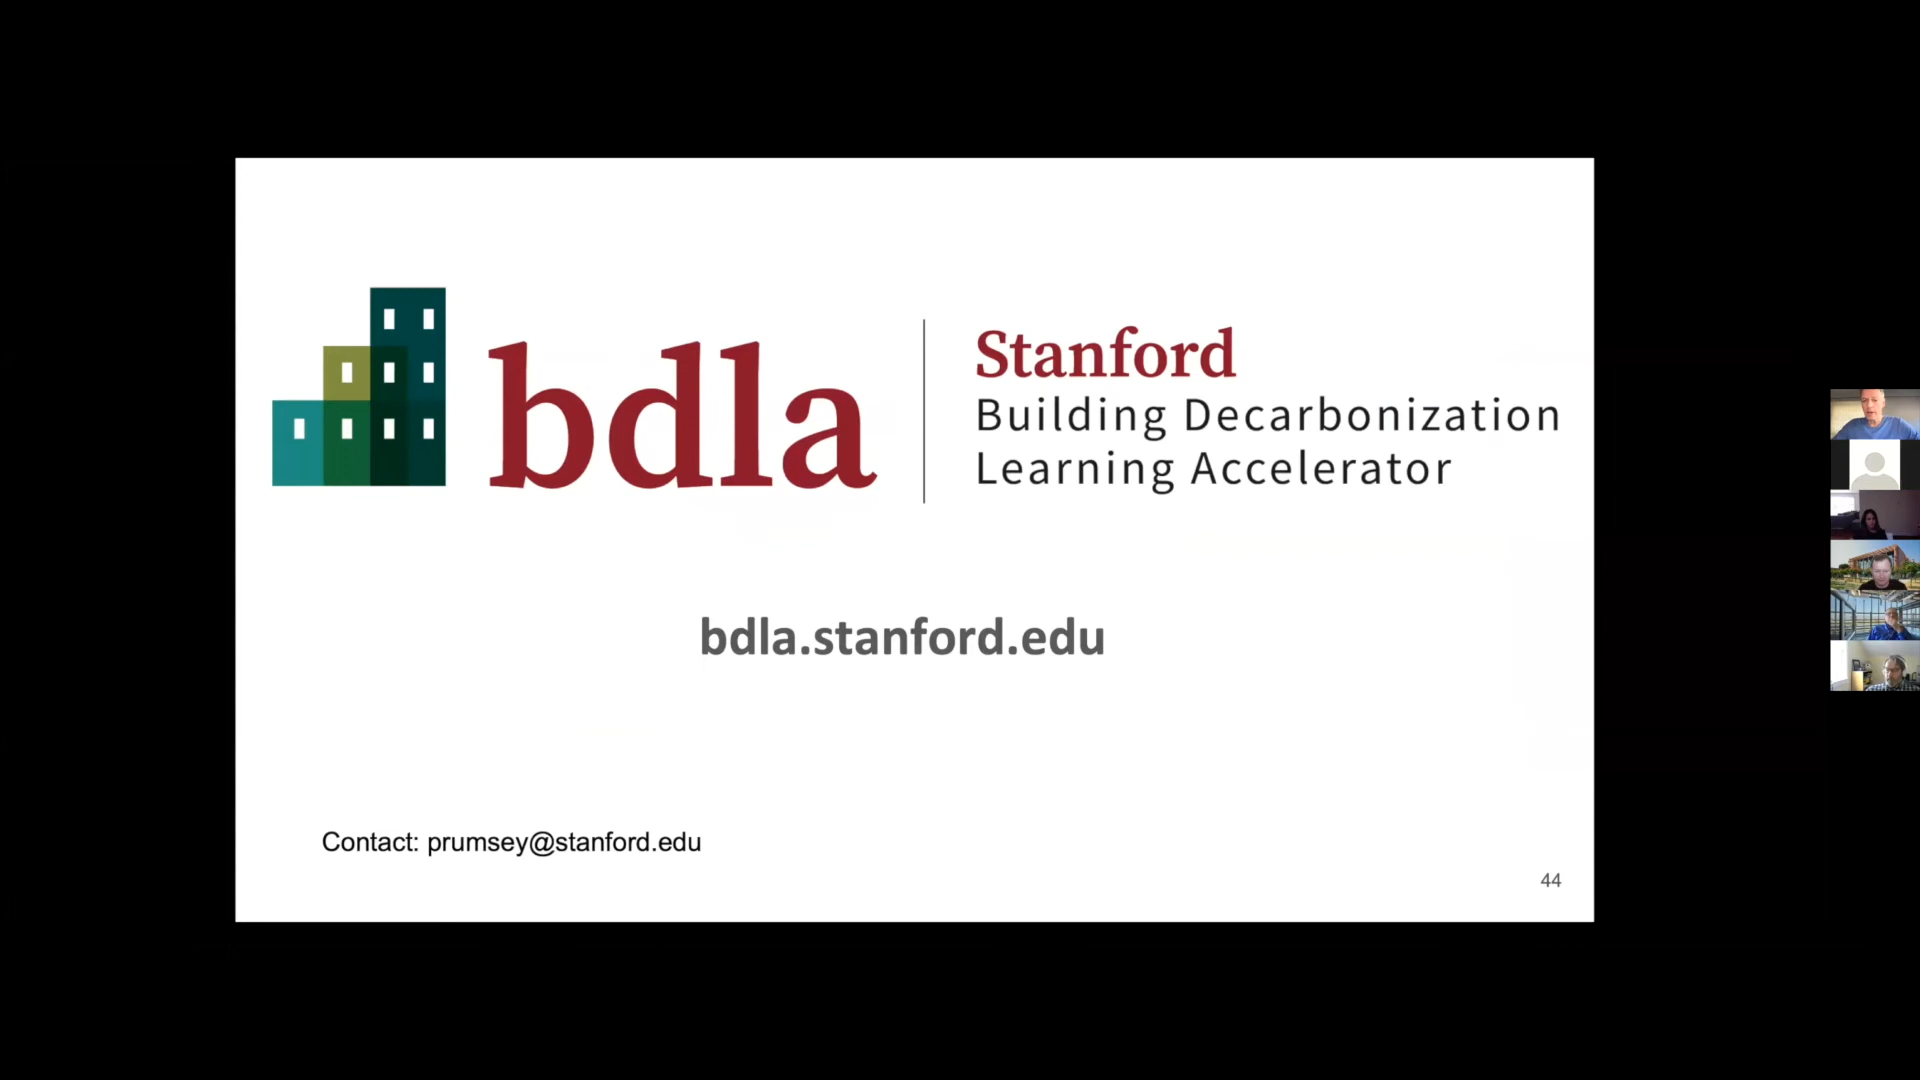 bdla
Stanford
Building Decarbonization
Learning Accelerator
bdla.stanford.edu
Contact: prumsey@stanford.edu
44